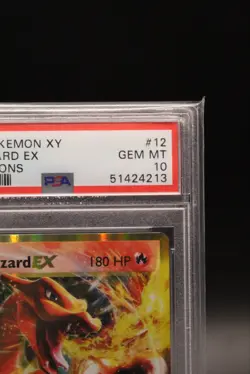 KEMON XY #12
ARD EX GEM MT
ONS 10
PSA 51424213
zardEX 180 HP